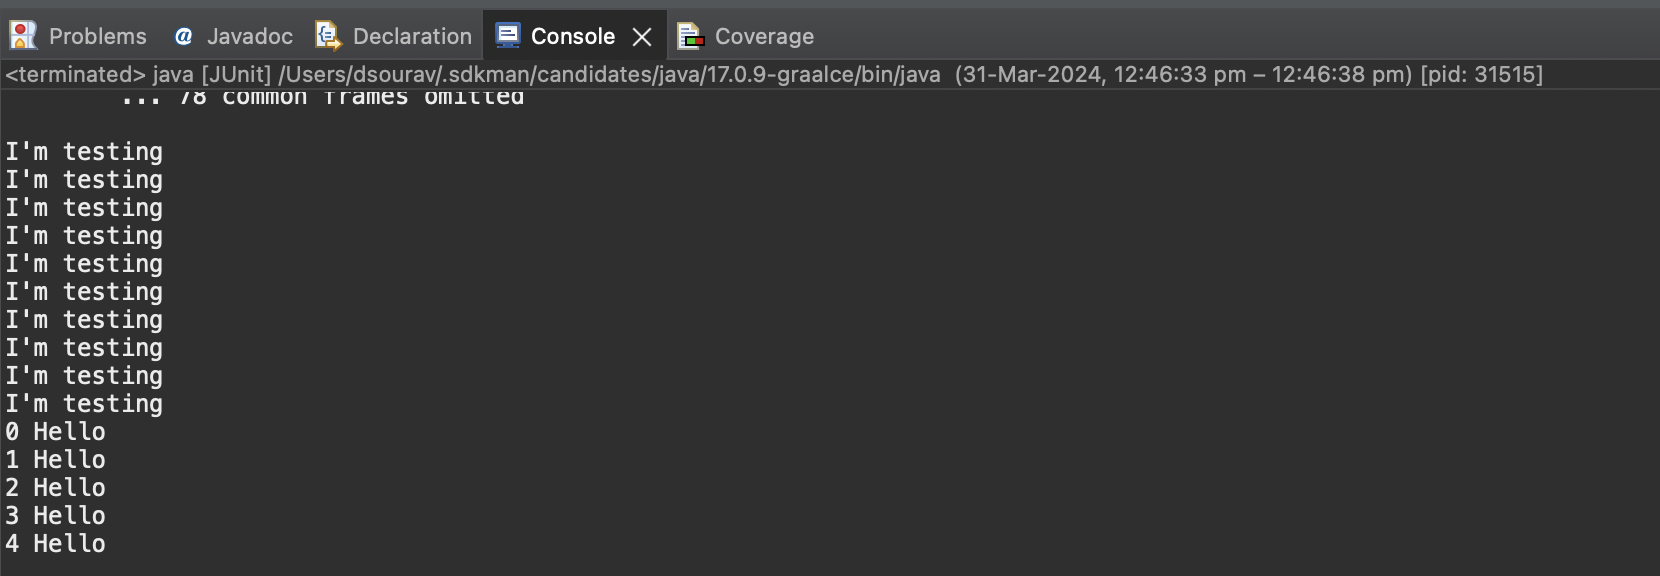 Problems Javadoc Declaration Console Coverage
<terminated> java [JUnit] /Users/dsourav/.sdkman/candidates/java/17.0.9-graalce/bin/java (31-Mar-2024, 12:46:33 pm – 12:46:38 pm) [pid: 31515]
... 78 common frames omitted
I'm testing
I'm testing
I'm testing
I'm testing
I'm testing
I'm testing
I'm testing
I'm testing
I'm testing
I'm testing
0 Hello
1 Hello
2 Hello
3 Hello
4 Hello